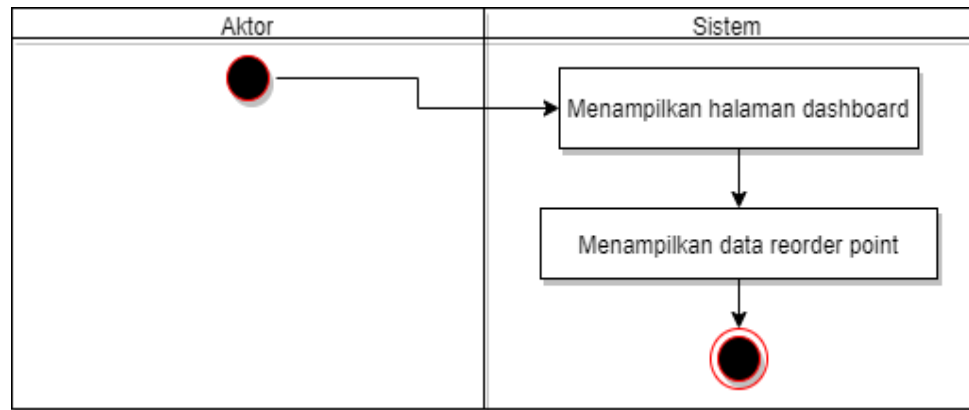 Aktor
Sistem
Menampilkan halaman dashboard
Menampilkan data reorder point